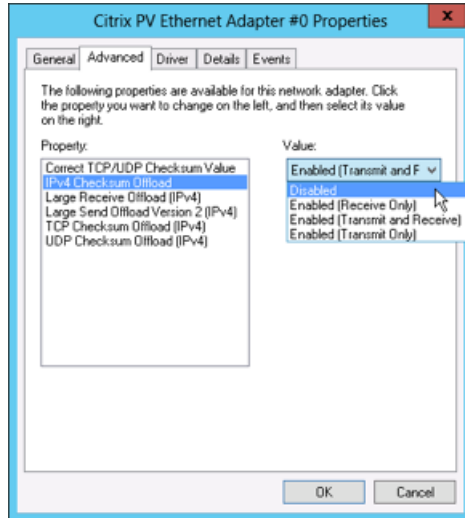 Citrix PV Ethernet Adapter #0 Properties
x
General Advanced Driver Details Events
The following properties are available for this network adapter. Click
the property you want to change on the left, and then select its value
on the right.
Property: Value:
Correct TCP/UDP Checksum Value
IPv4 Checksum Offload
Large Receive Offload (IPv4)
Large Send Offload Version 2 (IPv4)
TCP Checksum Offload (IPv4)
UDP Checksum Offload (IPv4)
Enabled (Transmit and F
Disabled
Enabled (Receive Only)
Enabled (Transmit and Receive)
Enabled (Transmit Only)
OK Cancel